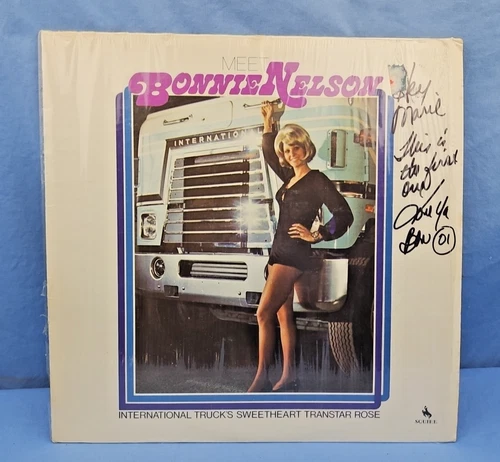 MEET
BONNIE NELSON
INTERNATIONAL
Hey
Marie
This is
the first
one
Love Ya
Bon 01
INTERNATIONAL TRUCK'S SWEETHEART TRANSTAR ROSE